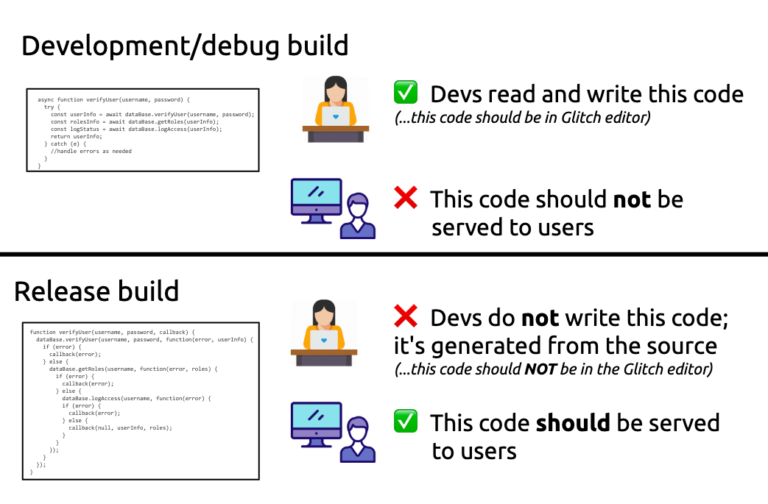 Development/debug build
async function verifyUser(username, password) {
try {
const userInfo = await dataBase.verifyUser(username, password);
const rolesInfo = await dataBase.getRoles(userInfo);
const logStatus = await dataBase.logAccess(userInfo);
return userInfo;
} catch (e) {
//handle errors as needed
}
}
✅ Devs read and write this code
(...this code should be in Glitch editor)
❌ This code should not be
served to users
Release build
function verifyUser(username, password, callback) {
dataBase.verifyUser(username, password, function(error, userInfo) {
if (error) {
callback(error);
} else {
dataBase.getRoles(username, function(error, roles) {
if (error) {
callback(error);
} else {
dataBase.logAccess(username, function(error) {
if (error) {
callback(error);
} else {
callback(null, userInfo, roles);
}
}
});
}
});
}
❌ Devs do not write this code;
it's generated from the source
(...this code should NOT be in the Glitch editor)
✅ This code should be served
to users